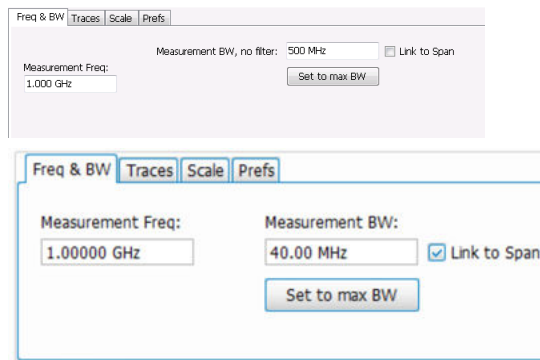 Freq & BW Traces Scale Prefs
Measurement BW, no filter: 500 MHz Link to Span
Measurement Freq:
1.000 GHz Set to max BW
Freq & BW Traces Scale Prefs
Measurement Freq: Measurement BW:
1.00000 GHz 40.00 MHz Link to Span
Set to max BW